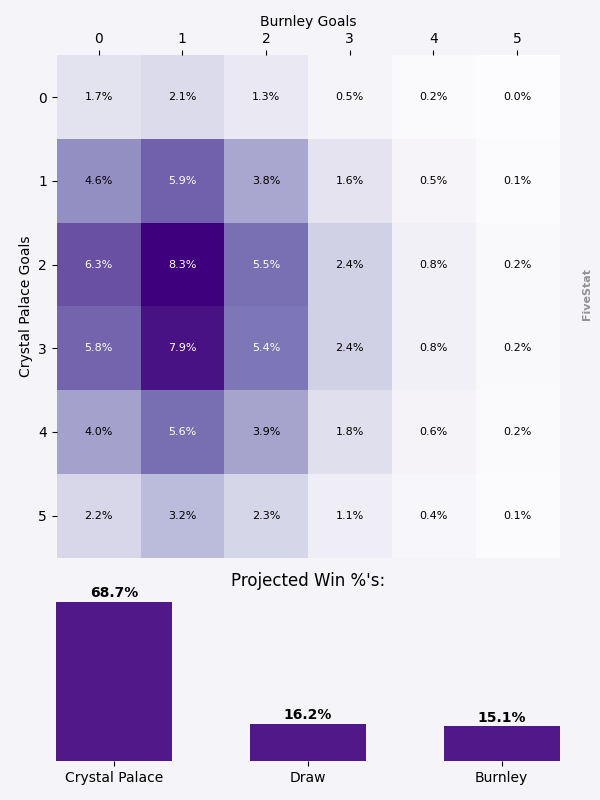 Burnley Goals
0 1 2 3 4 5
0 1.7% 2.1% 1.3% 0.5% 0.2% 0.0%
1 4.6% 5.9% 3.8% 1.6% 0.5% 0.1%
2 6.3% 8.3% 5.5% 2.4% 0.8% 0.2%
3 5.8% 7.9% 5.4% 2.4% 0.8% 0.2%
4 4.0% 5.6% 3.9% 1.8% 0.6% 0.2%
5 2.2% 3.2% 2.3% 1.1% 0.4% 0.1%
Crystal Palace Goals
FiveStat
Projected Win %'s:
68.7%
16.2%
15.1%
Crystal Palace Draw Burnley